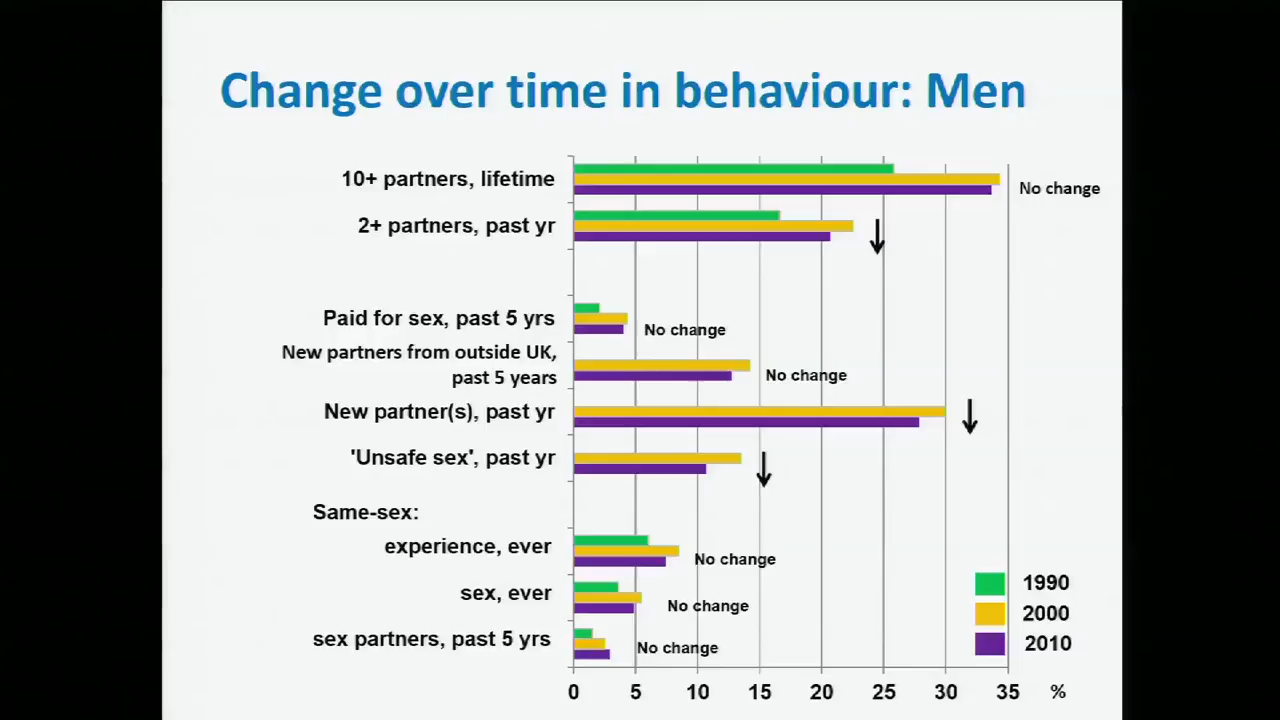 Change over time in behaviour: Men
10+ partners, lifetime
No change
2+ partners, past yr
Paid for sex, past 5 yrs
No change
New partners from outside UK,
past 5 years
No change
New partner(s), past yr
'Unsafe sex', past yr
Same-sex:
experience, ever
No change
sex, ever
No change
sex partners, past 5 yrs
No change
1990
2000
2010
0 5 10 15 20 25 30 35 %